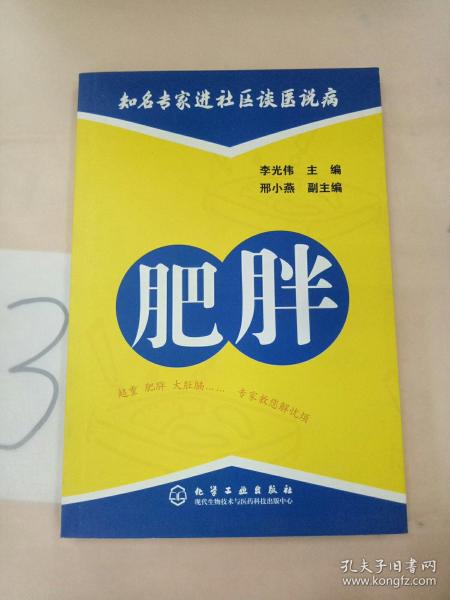 知名专家进社区谈医说病
李光伟 主编
邢小燕 副主编
肥胖
超重 肥胖 大肚腩…… 专家教您解忧烦
化学工业出版社
现代生物技术与医药科技出版中心
3
孔夫子旧书网
www.kongfz.com